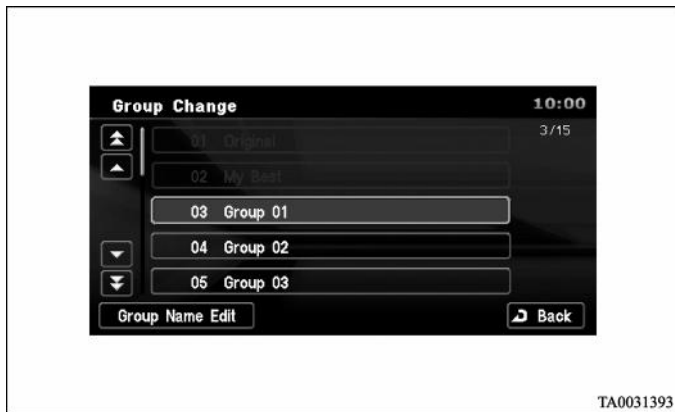 Group Change 10:00
3/15
01 Original
02 My Best
03 Group 01
04 Group 02
05 Group 03
Group Name Edit Back
TA0031393